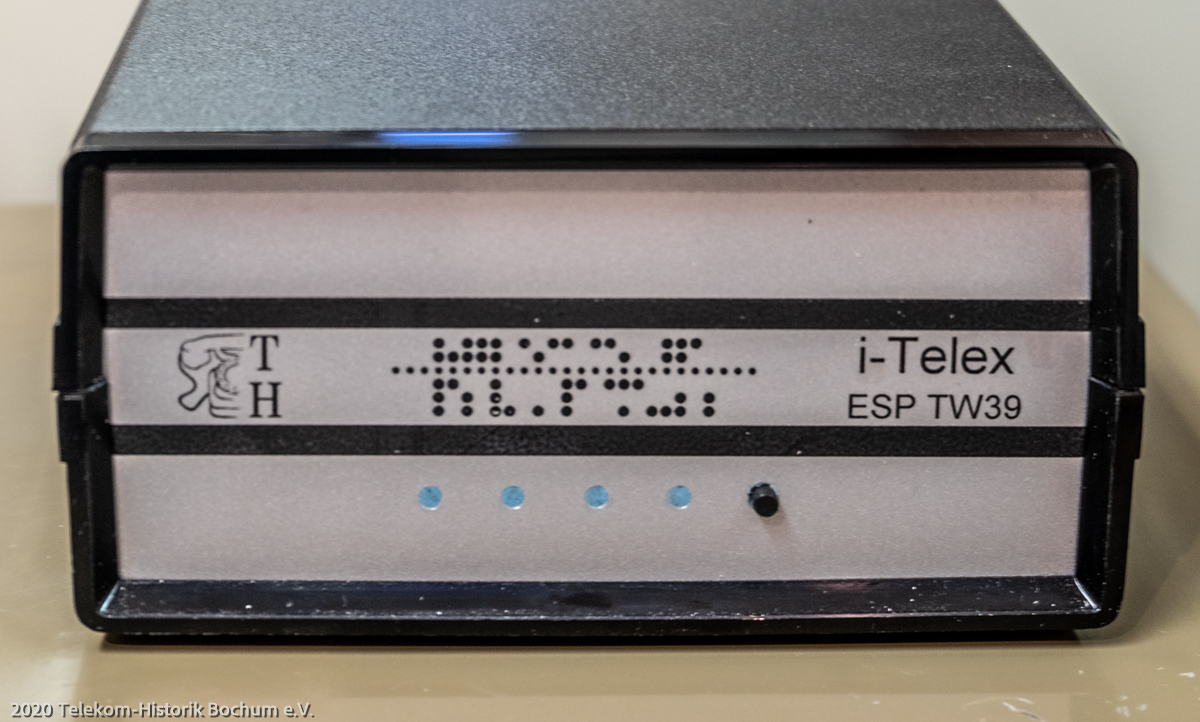 T
H
i-Telex
ESP TW39
2020 Telekom-Historik Bochum e.V.